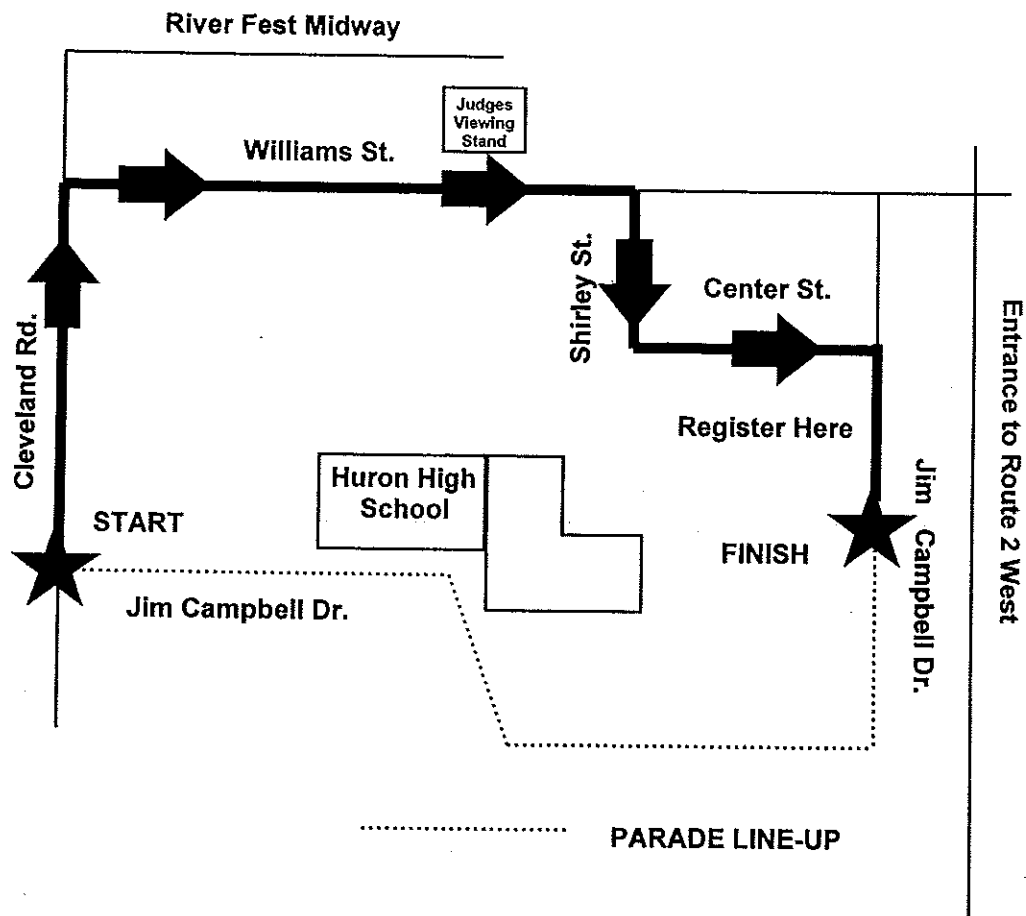 River Fest Midway
Judges
Viewing
Stand
Williams St.
Cleveland Rd.
Shirley St.
Center St.
Entrance to Route 2 West
Register Here
Huron High
School
START
FINISH
Jim Campbell Dr.
Jim Campbell Dr.
PARADE LINE-UP